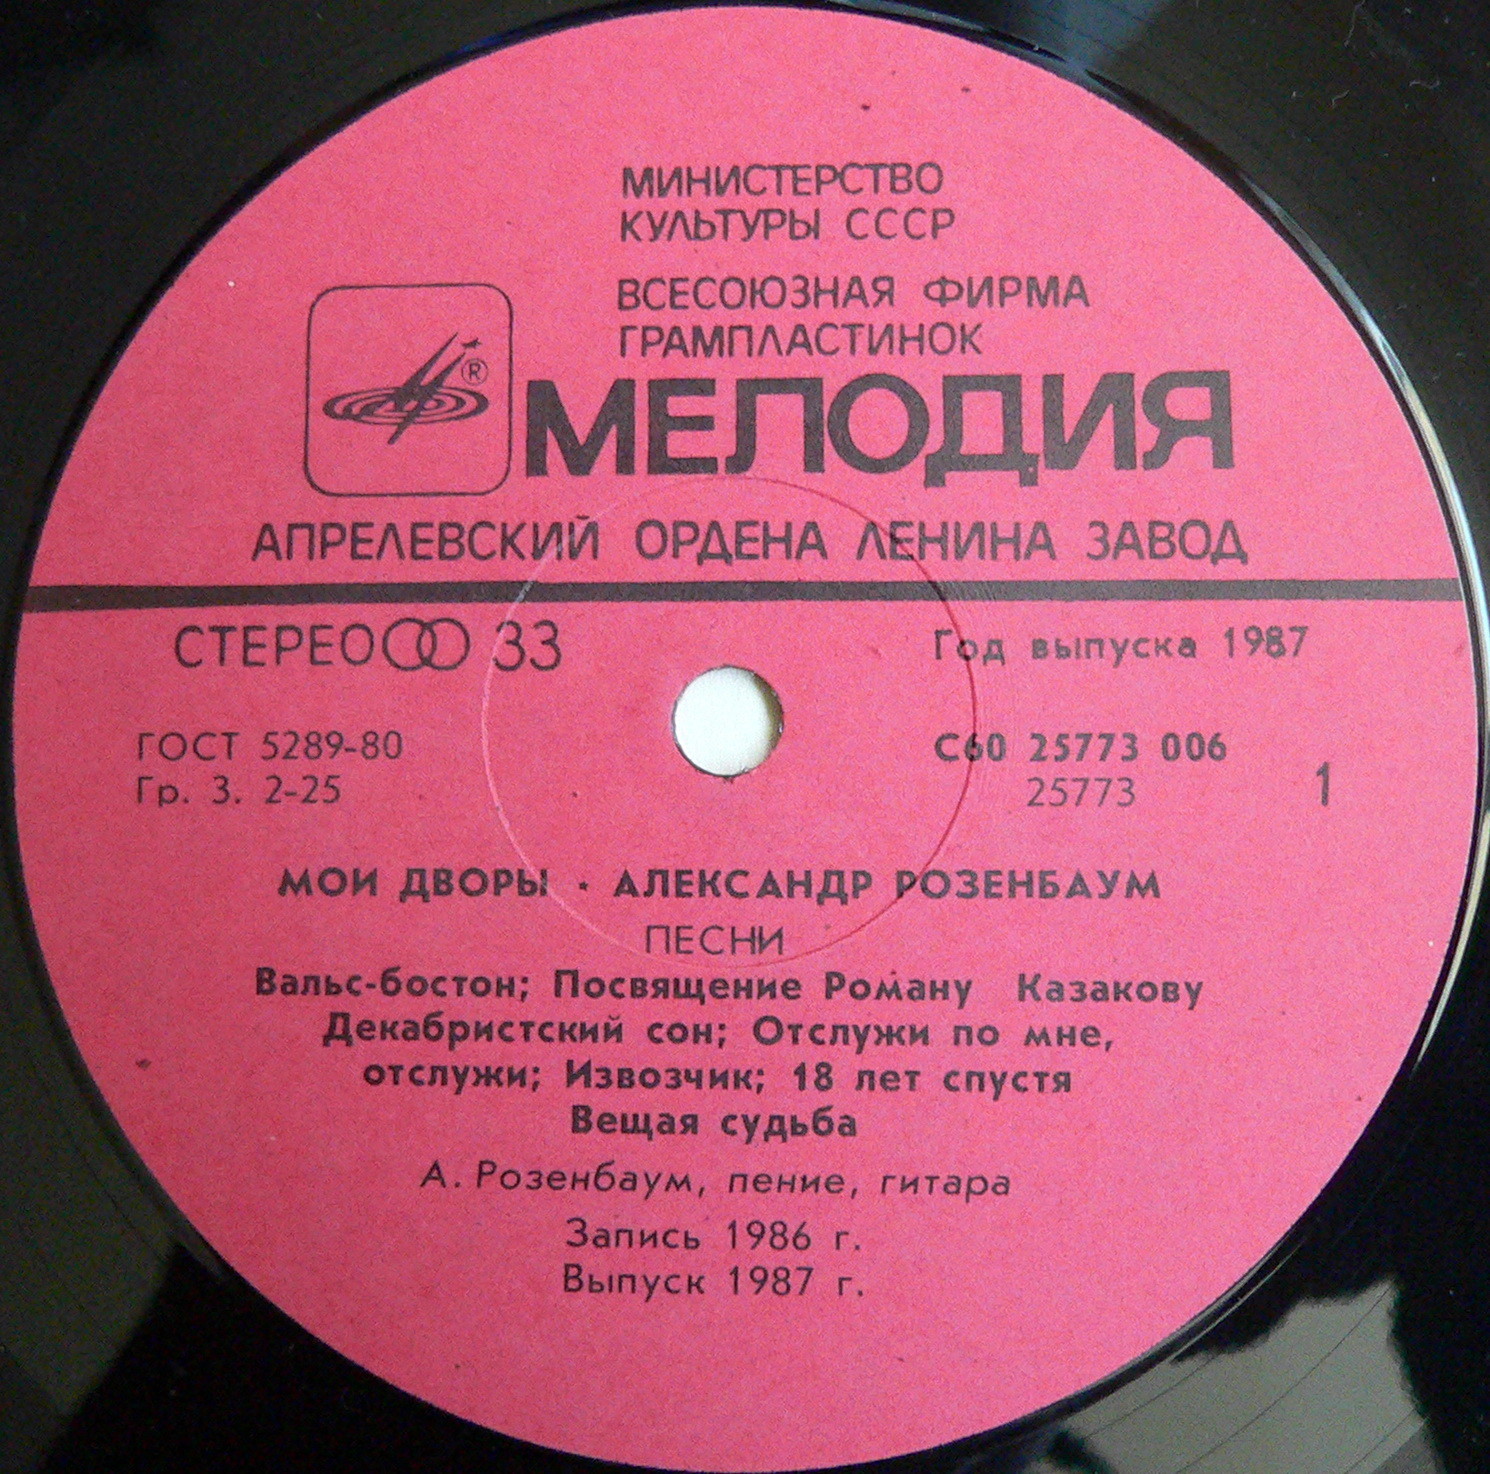 МИНИСТЕРСТВО
КУЛЬТУРЫ СССР
ВСЕСОЮЗНАЯ ФИРМА
ГРАМПЛАСТИНОК
®
МЕЛОДИЯ
АПРЕЛЕВСКИЙ ОРДЕНА ЛЕНИНА ЗАВОД
СТЕРЕО 33
Год выпуска 1987
ГОСТ 5289-80
Гр. 3. 2-25
С60 25773 006
25773
1
МОИ ДВОРЫ · АЛЕКСАНДР РОЗЕНБАУМ
ПЕСНИ
Вальс-бостон; Посвящение Роману Казакову
Декабристский сон; Отслужи по мне,
отслужи; Извозчик; 18 лет спустя
Вещая судьба
А. Розенбаум, пение, гитара
Запись 1986 г.
Выпуск 1987 г.